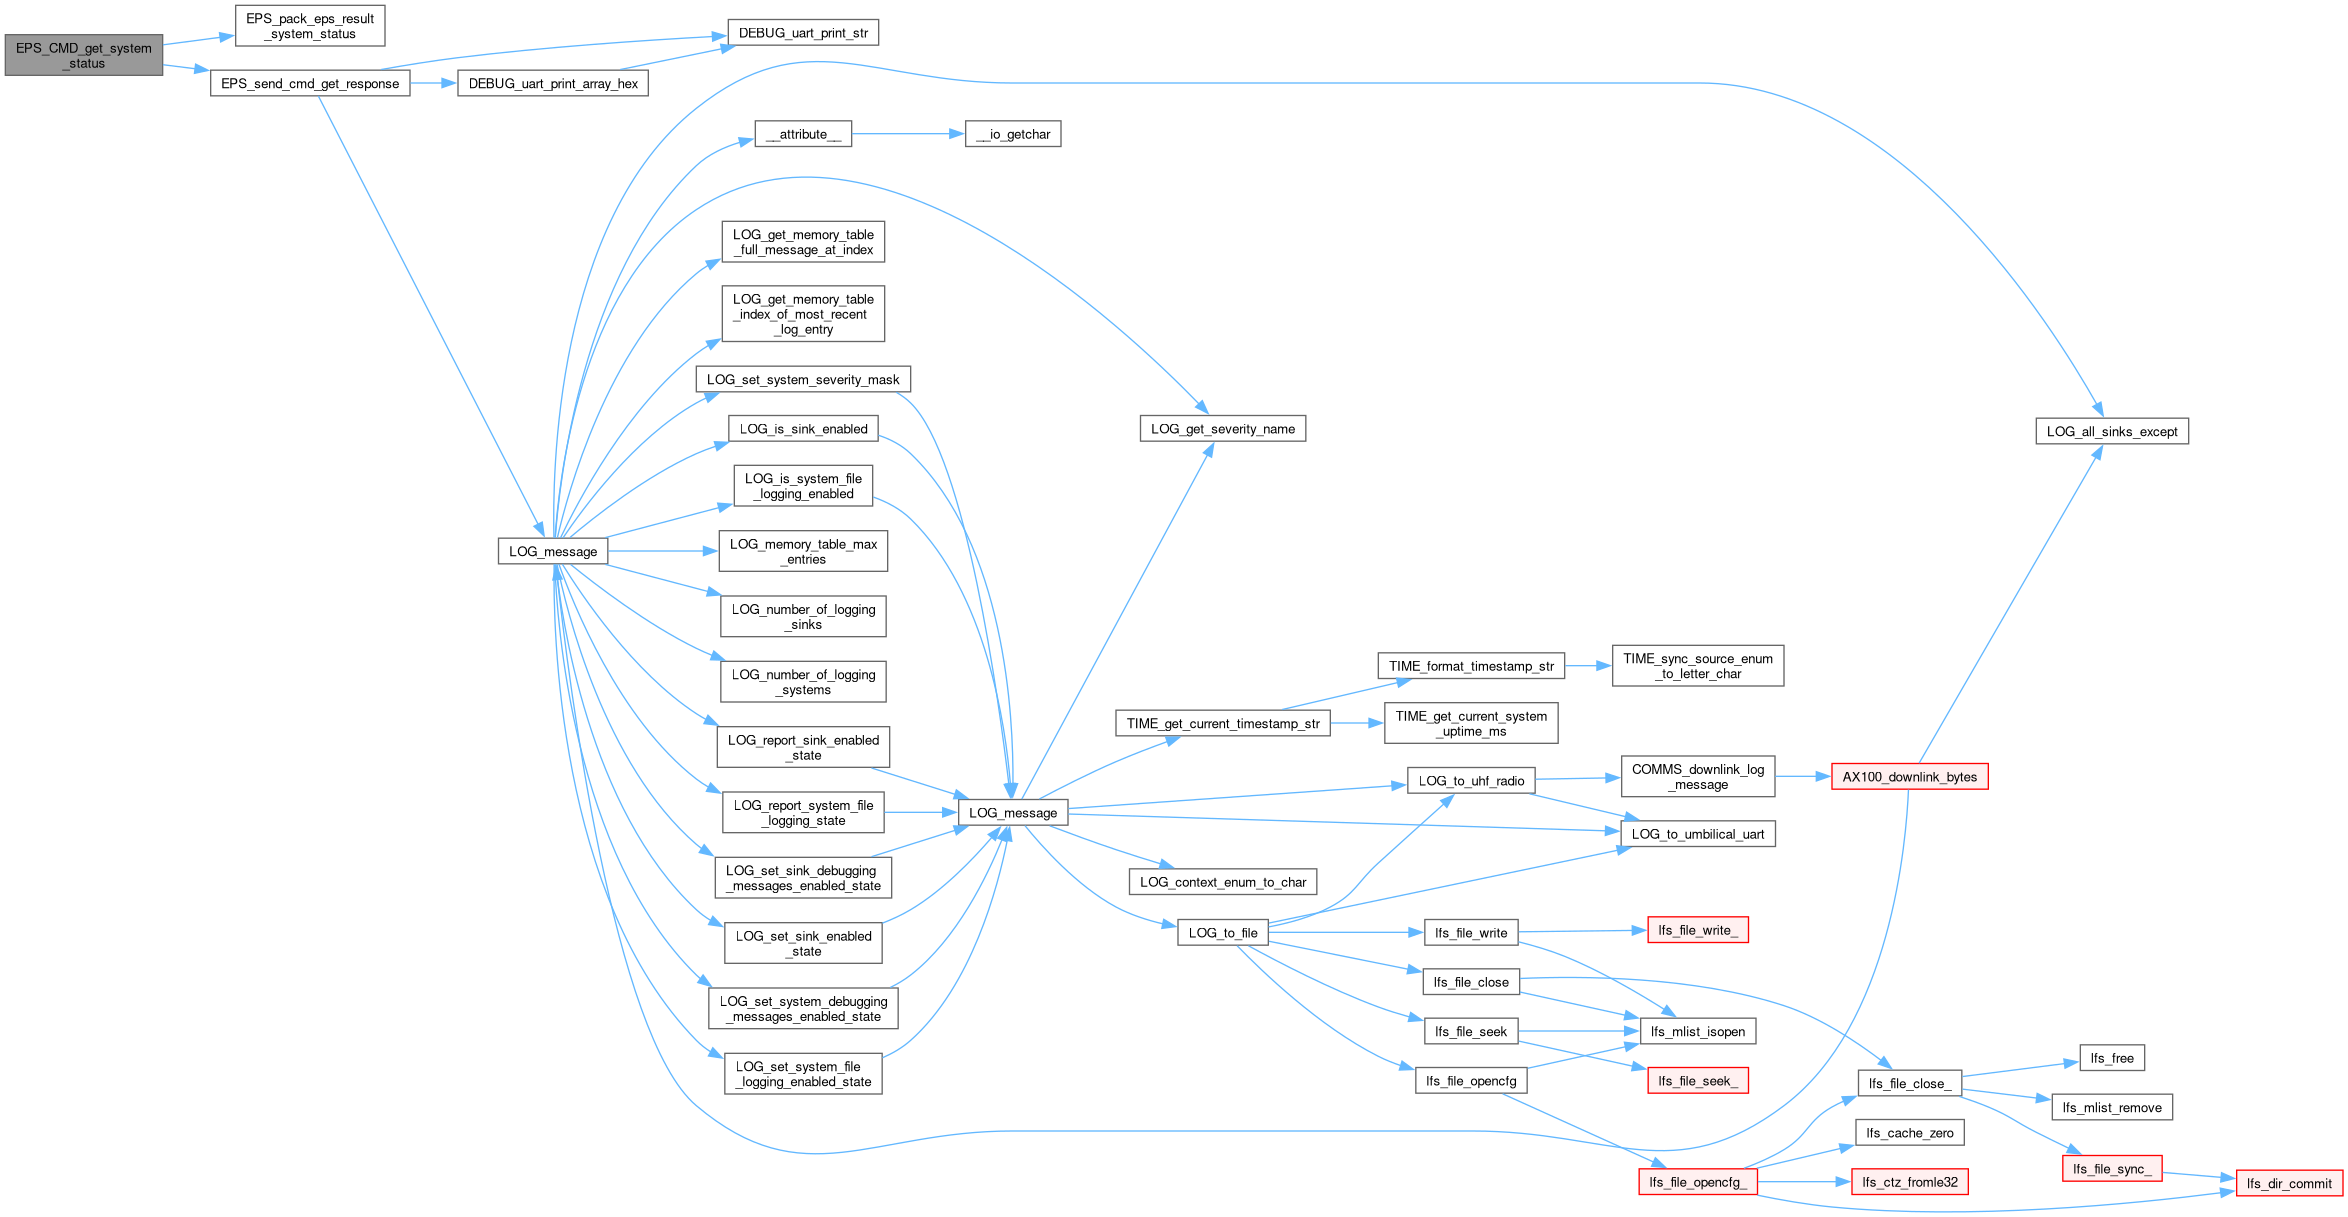 EPS_CMD_get_system
_status
EPS_pack_eps_result
_system_status
EPS_send_cmd_get_response
DEBUG_uart_print_str
DEBUG_uart_print_array_hex
__attribute__
__io_getchar
LOG_get_memory_table
_full_message_at_index
LOG_get_memory_table
_index_of_most_recent
_log_entry
LOG_set_system_severity_mask
LOG_is_sink_enabled
LOG_get_severity_name
LOG_all_sinks_except
LOG_is_system_file
_logging_enabled
LOG_message
LOG_memory_table_max
_entries
LOG_number_of_logging
_sinks
LOG_number_of_logging
_systems
LOG_report_sink_enabled
_state
LOG_report_system_file
_logging_state
LOG_set_sink_debugging
_messages_enabled_state
LOG_set_sink_enabled
_state
LOG_set_system_debugging
_messages_enabled_state
LOG_set_system_file
_logging_enabled_state
LOG_message
TIME_format_timestamp_str
TIME_sync_source_enum
_to_letter_char
TIME_get_current_timestamp_str
TIME_get_current_system
_uptime_ms
LOG_to_uhf_radio
COMMS_downlink_log
_message
AX100_downlink_bytes
LOG_to_umbilical_uart
LOG_context_enum_to_char
LOG_to_file
lfs_file_write
lfs_file_write_
lfs_file_close
lfs_file_seek
lfs_mlist_isopen
lfs_file_opencfg
lfs_file_seek_
lfs_file_close_
lfs_free
lfs_mlist_remove
lfs_cache_zero
lfs_file_sync_
lfs_file_opencfg_
lfs_ctz_fromle32
lfs_dir_commit